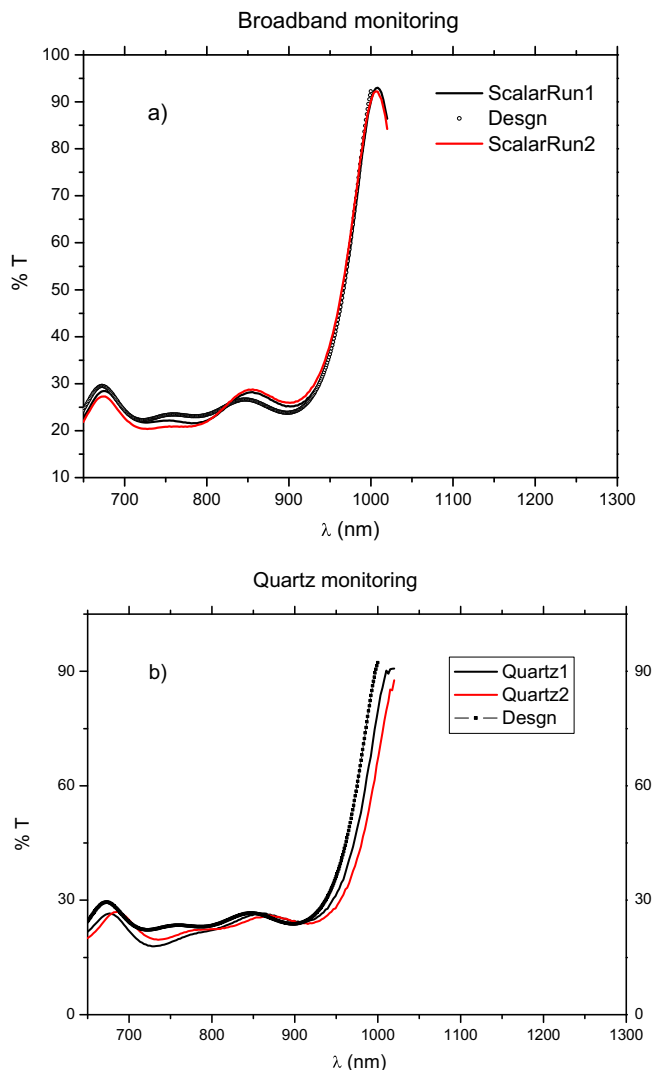 Broadband monitoring
100
90
80
70
60
50
40
30
20
10
% T
a)
ScalarRun1
Desgn
ScalarRun2
700 800 900 1000 1100 1200 1300
λ (nm)
Quartz monitoring
90
60
30
0
% T
b)
Quartz1
Quartz2
Desgn
90
60
30
0
700 800 900 1000 1100 1200 1300
λ (nm)